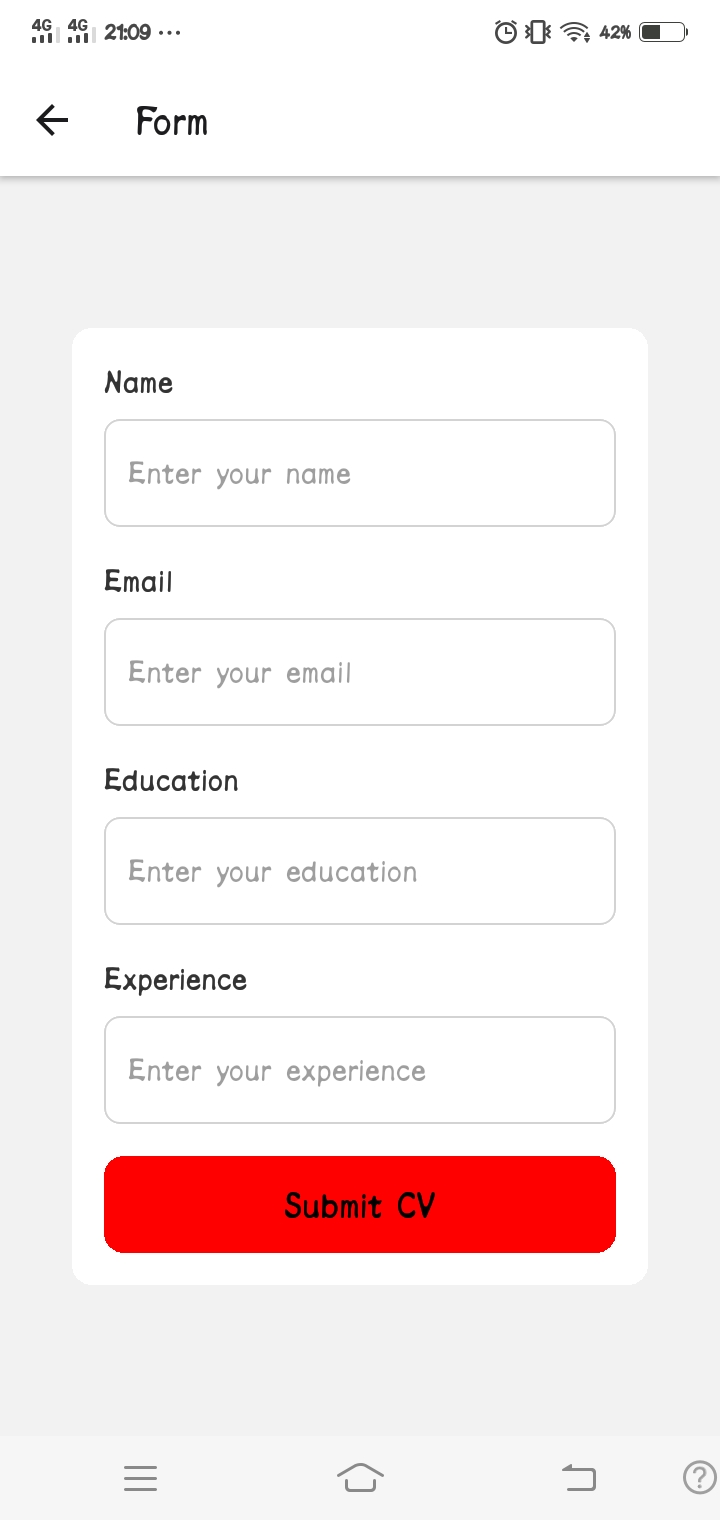 4G 4G 21:09 ··· 42%
Form
Name
Enter your name
Email
Enter your email
Education
Enter your education
Experience
Enter your experience
Submit CV